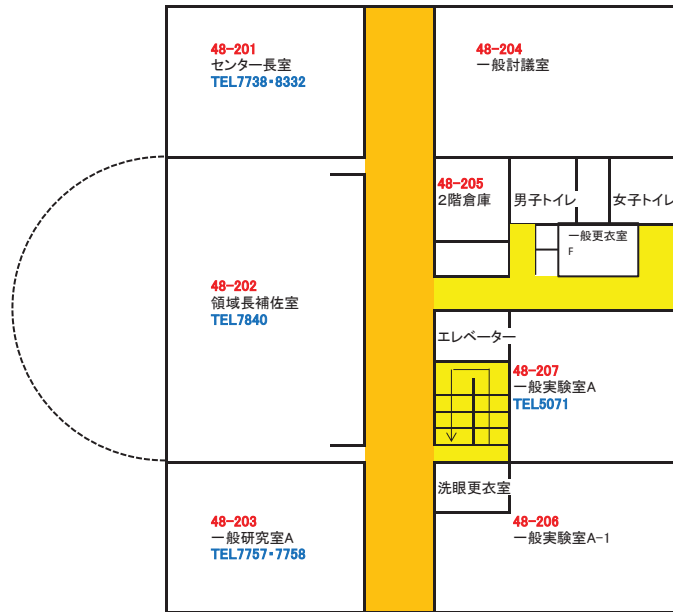 48-201
センター長室
TEL7738・8332
48-204
一般討議室
48-205
2階倉庫
男子トイレ
女子トイレ
一般更衣室
F
48-202
領域長補佐室
TEL7840
エレベーター
48-207
一般実験室A
TEL5071
洗眼更衣室
48-203
一般研究室A
TEL7757・7758
48-206
一般実験室A-1